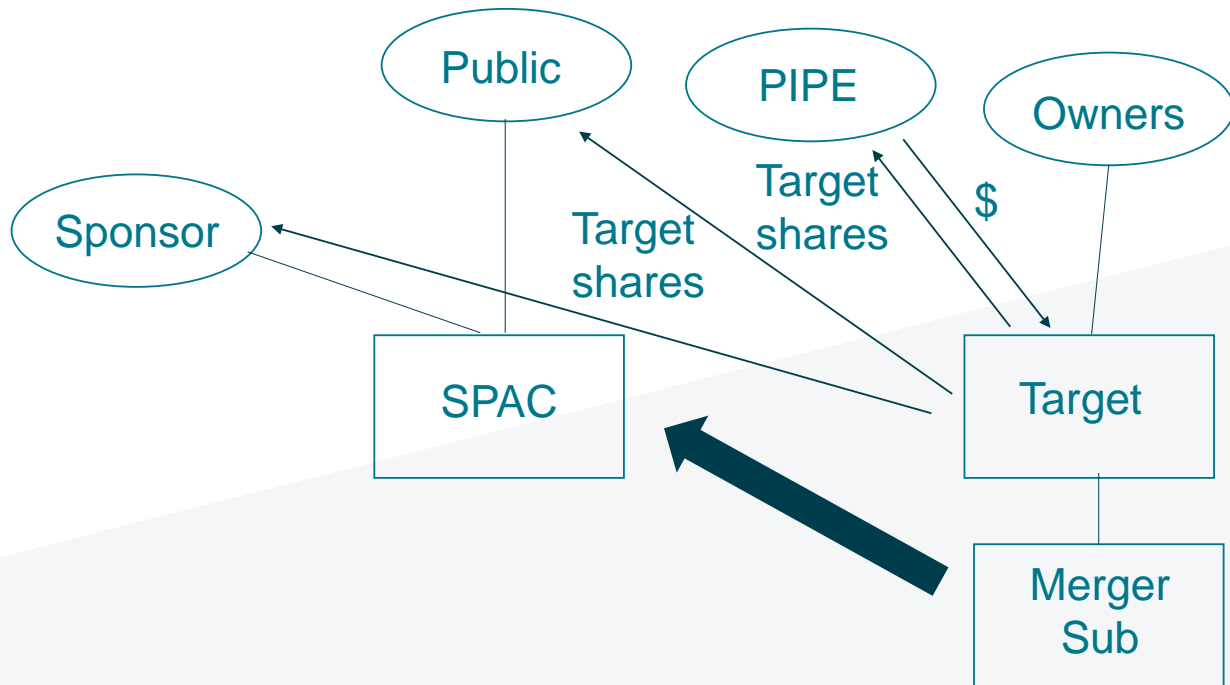 Public
PIPE
Owners
Sponsor
Target
shares
Target
shares
$
SPAC
Target
Merger
Sub